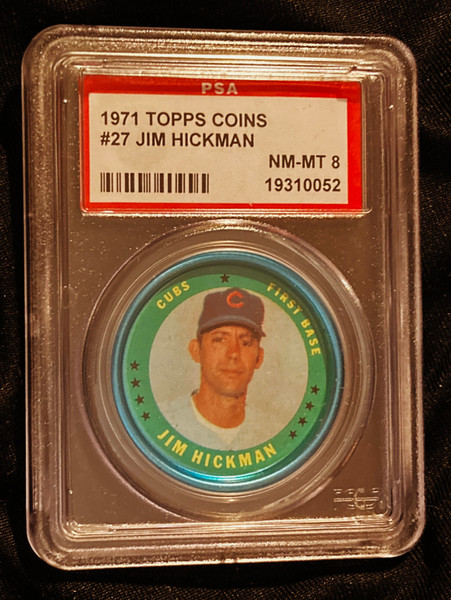 PSA
1971 TOPPS COINS
#27 JIM HICKMAN
NM-MT 8
19310052
CUBS
FIRST BASE
C
JIM HICKMAN